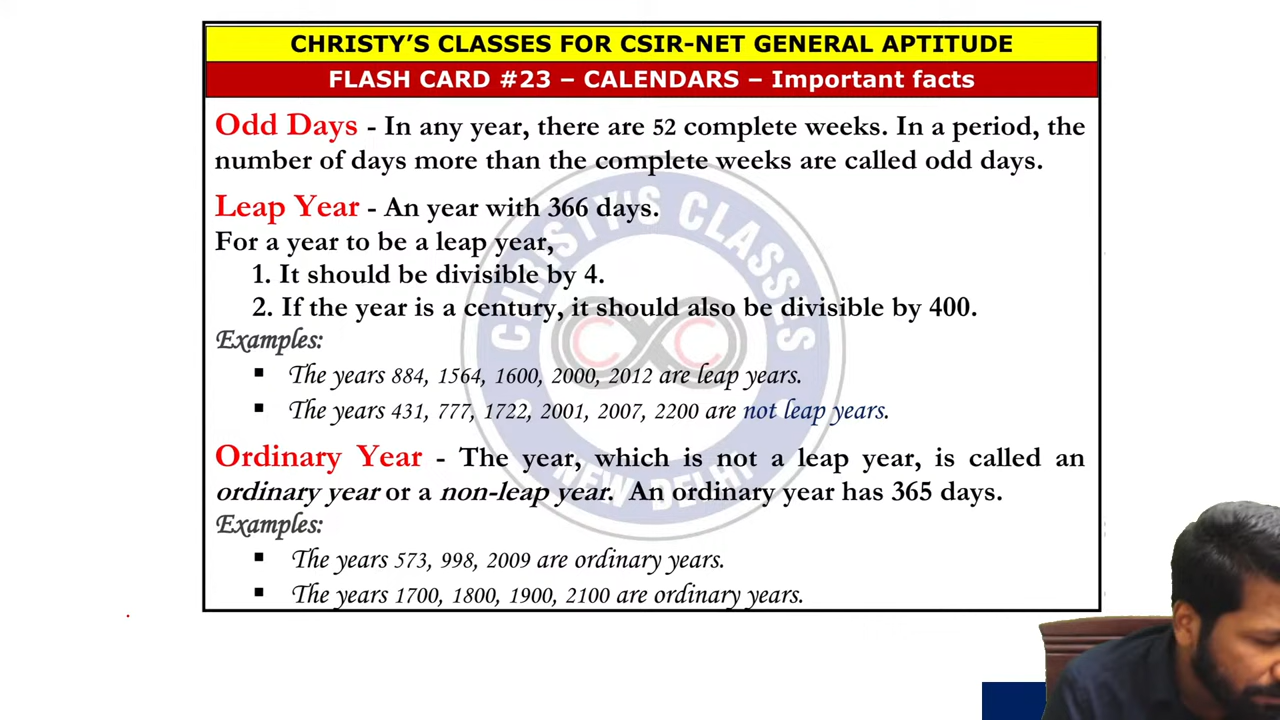 CHRISTY'S CLASSES FOR CSIR-NET GENERAL APTITUDE
FLASH CARD #23 – CALENDARS – Important facts
Odd Days - In any year, there are 52 complete weeks. In a period, the
number of days more than the complete weeks are called odd days.
Leap Year - An year with 366 days.
For a year to be a leap year,
1. It should be divisible by 4.
2. If the year is a century, it should also be divisible by 400.
Examples:
▪ The years 884, 1564, 1600, 2000, 2012 are leap years.
▪ The years 431, 777, 1722, 2001, 2007, 2200 are not leap years.
Ordinary Year - The year, which is not a leap year, is called an
ordinary year or a non-leap year. An ordinary year has 365 days.
Examples:
▪ The years 573, 998, 2009 are ordinary years.
▪ The years 1700, 1800, 1900, 2100 are ordinary years.
CHRISTY'S CLASSES
NEW DELHI